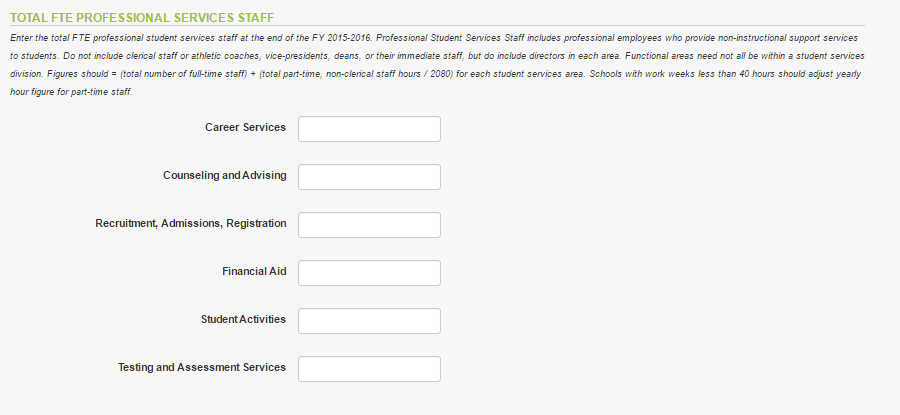 TOTAL FTE PROFESSIONAL SERVICES STAFF
Enter the total FTE professional student services staff at the end of the FY 2015-2016. Professional Student Services Staff includes professional employees who provide non-instructional support services
to students. Do not include clerical staff or athletic coaches, vice-presidents, deans, or their immediate staff, but do include directors in each area. Functional areas need not all be within a student services
division. Figures should = (total number of full-time staff) + (total part-time, non-clerical staff hours / 2080) for each student services area. Schools with work weeks less than 40 hours should adjust yearly
hour figure for part-time staff.
Career Services
Counseling and Advising
Recruitment, Admissions, Registration
Financial Aid
Student Activities
Testing and Assessment Services